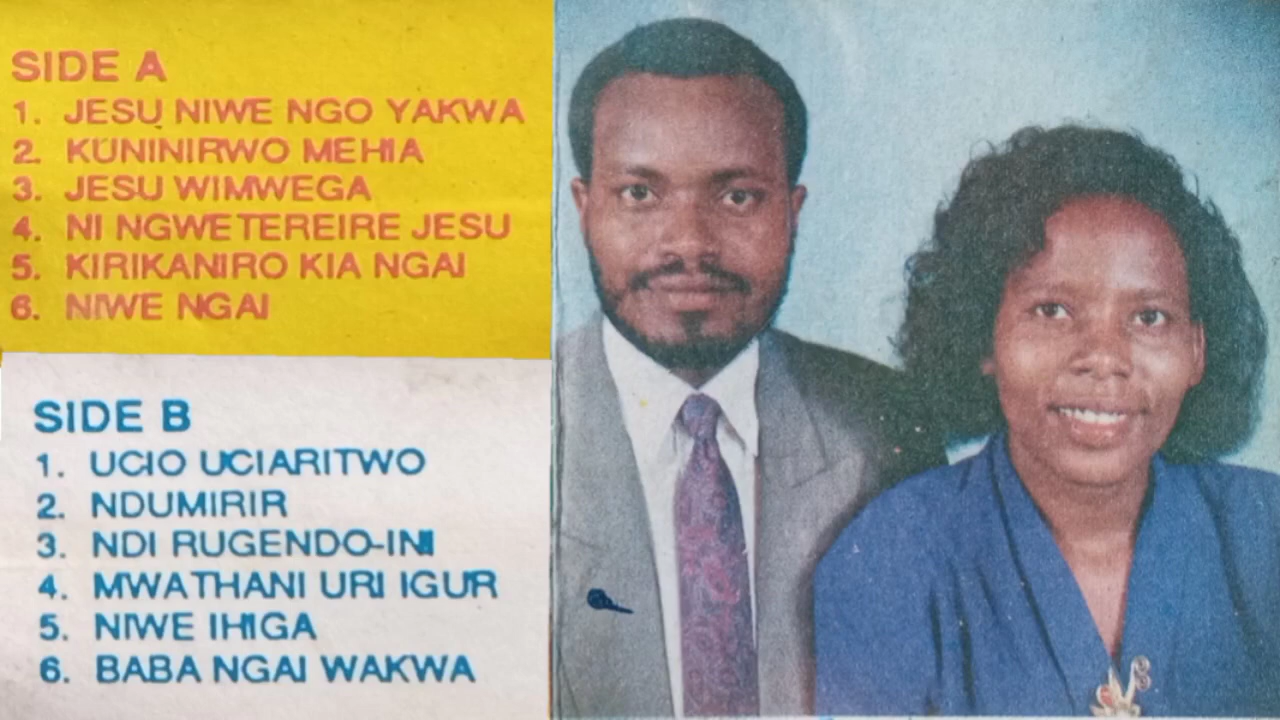 SIDE A
1. JESU NIWE NGO YAKWA
2. KUNINIRWO MEHIA
3. JESU WIMWEGA
4. NI NGWETEREIRE JESU
5. KIRIKANIRO KIA NGAI
6. NIWE NGAI
SIDE B
1. UCIO UCIARITWO
2. NDUMIRIR
3. NDI RUGENDO-INI
4. MWATHANI URI IGUR
5. NIWE IHIGA
6. BABA NGAI WAKWA